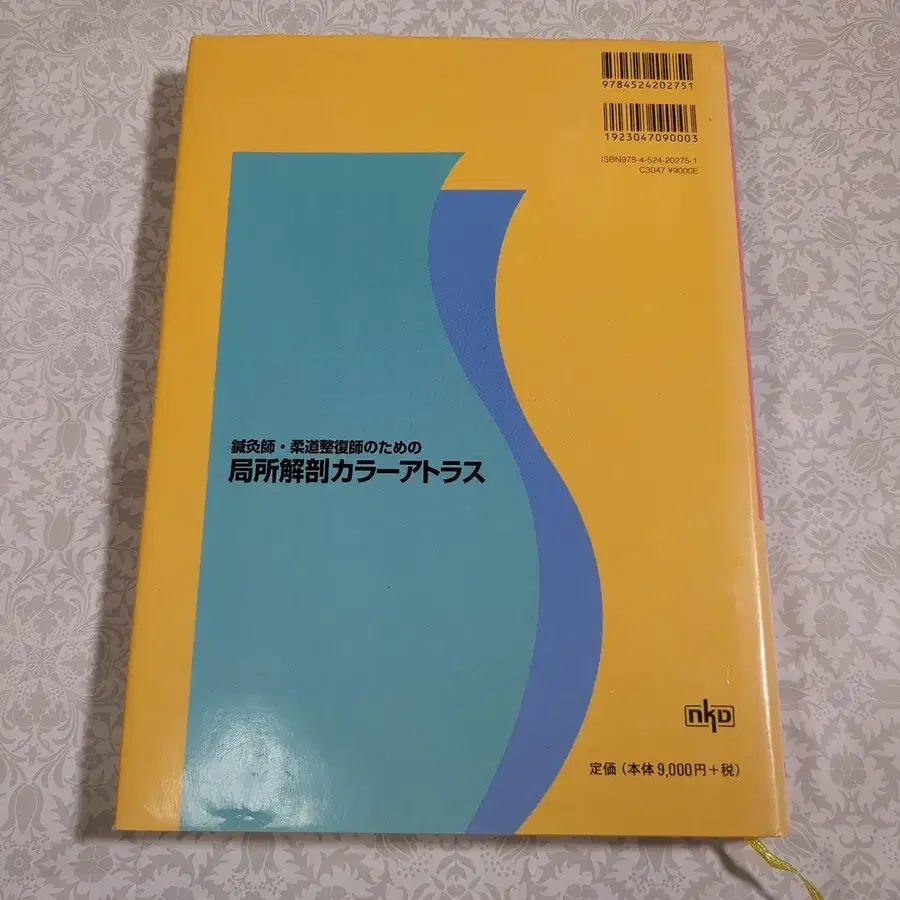 9784524202751
1923047090003
ISBN978-4-524-20275-1
C3047 ¥9000E
鍼灸師・柔道整復師のための
局所解剖カラーアトラス
nkd
定価（本体9,000円＋税）